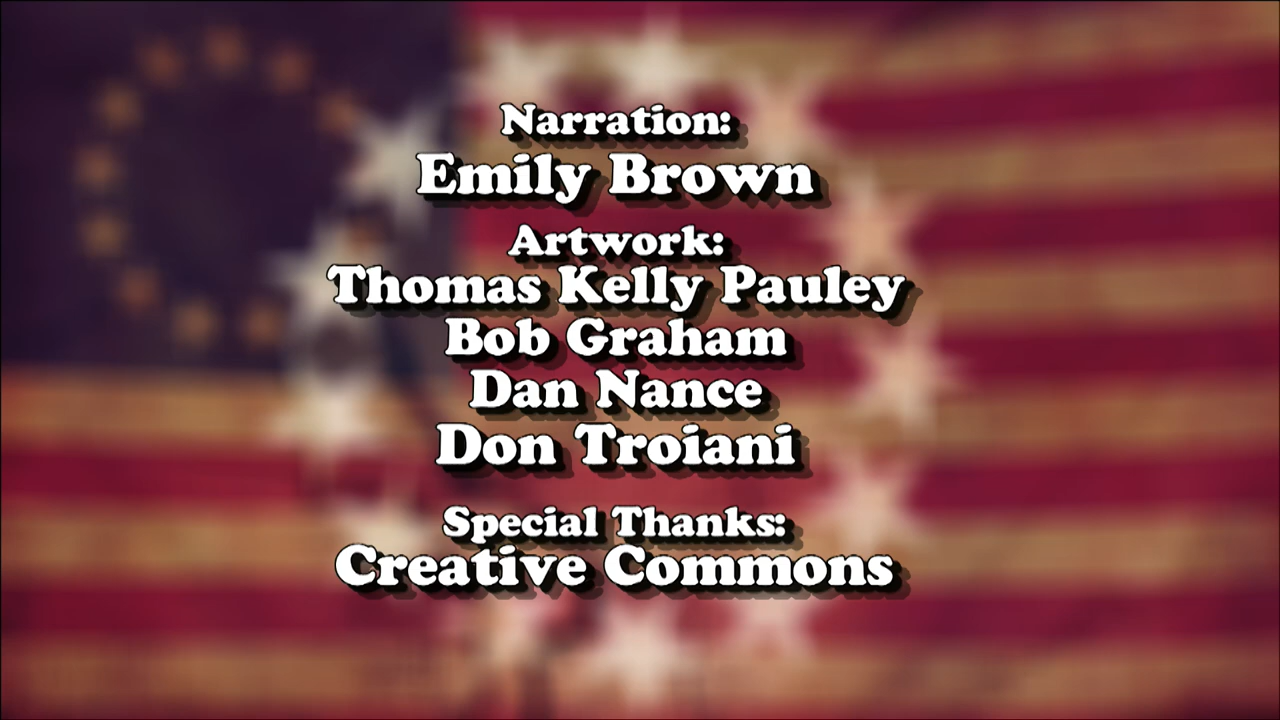 Narration:
Emily Brown
Artwork:
Thomas Kelly Pauley
Bob Graham
Dan Nance
Don Troiani
Special Thanks:
Creative Commons